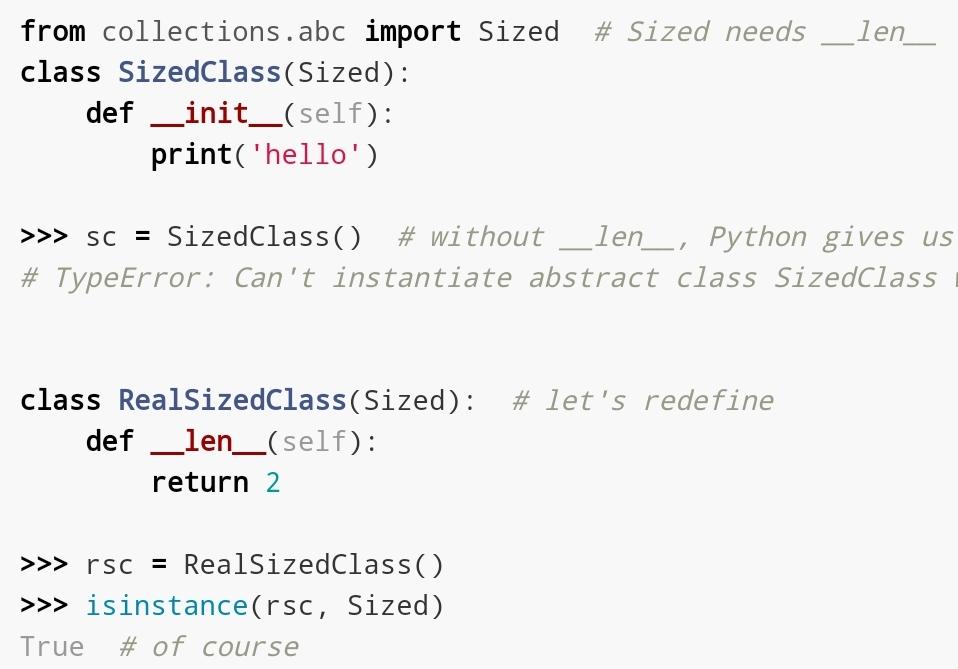 from collections.abc import Sized  # Sized needs __len__
class SizedClass(Sized):
    def __init__(self):
        print('hello')
>>> sc = SizedClass()  # without __len__, Python gives us
# TypeError: Can't instantiate abstract class SizedClass
class RealSizedClass(Sized):  # let's redefine
    def __len__(self):
        return 2
>>> rsc = RealSizedClass()
>>> isinstance(rsc, Sized)
True  # of course